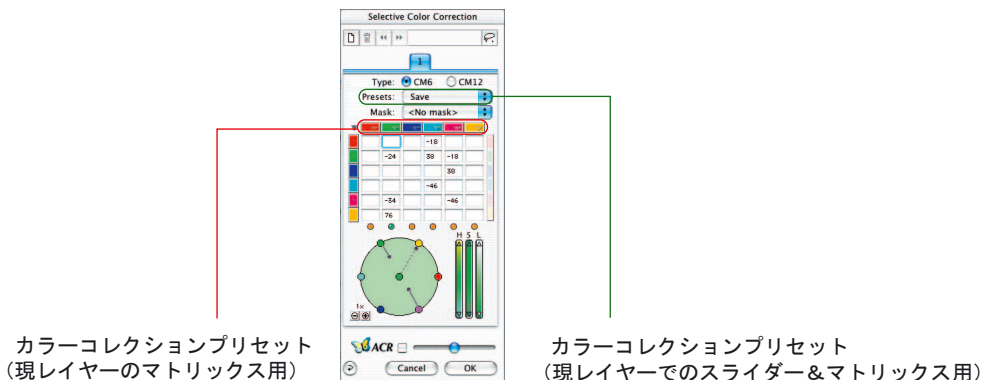 Selective Color Correction
1
Type: CM6 CM12
Presets: Save
Mask: <No mask>
-18
-24 38 -18
38
-46
-34 -46
76
H S L
1×
ACR
Cancel OK
カラーコレクションプリセット
(現レイヤーのマトリックス用)
カラーコレクションプリセット
(現レイヤーでのスライダー&マトリックス用)